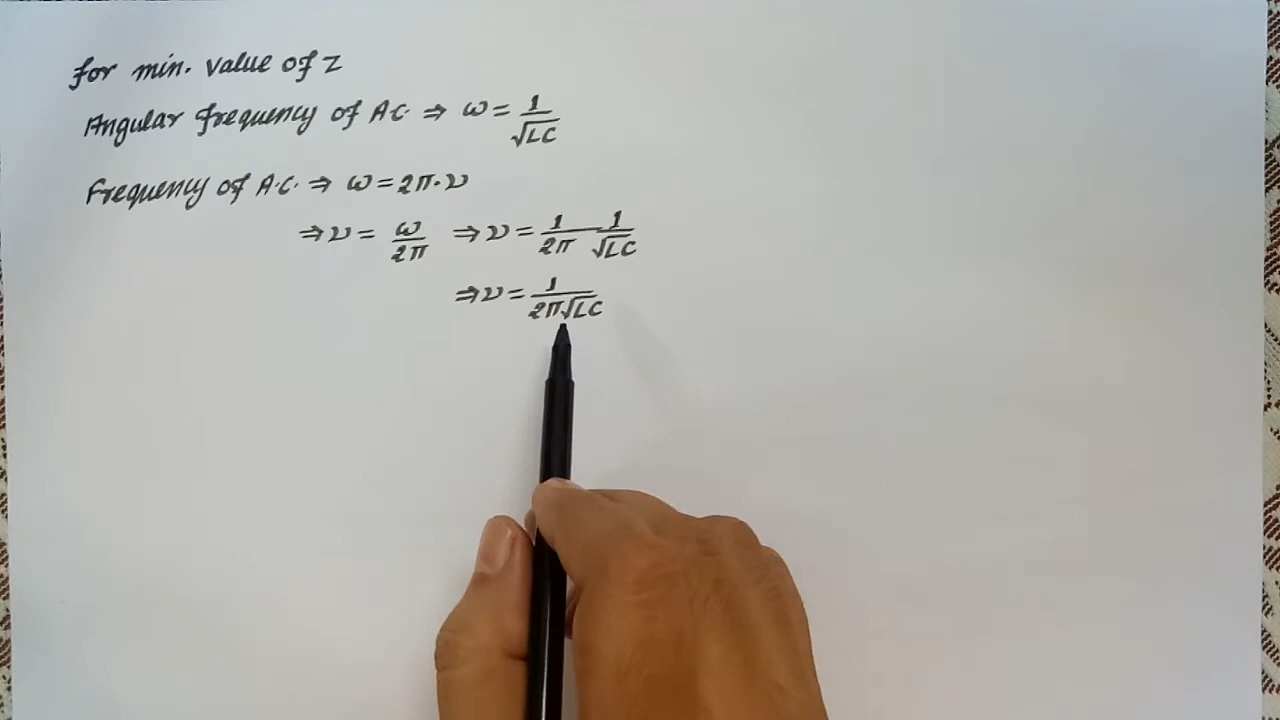 for min. value of Z
Angular frequency of A.C. ⇒ ω = 1/√LC
Frequency of A.C. ⇒ ω = 2π·ν
⇒ ν = ω/2π ⇒ ν = 1/2π 1/√LC
⇒ ν = 1/2π√LC